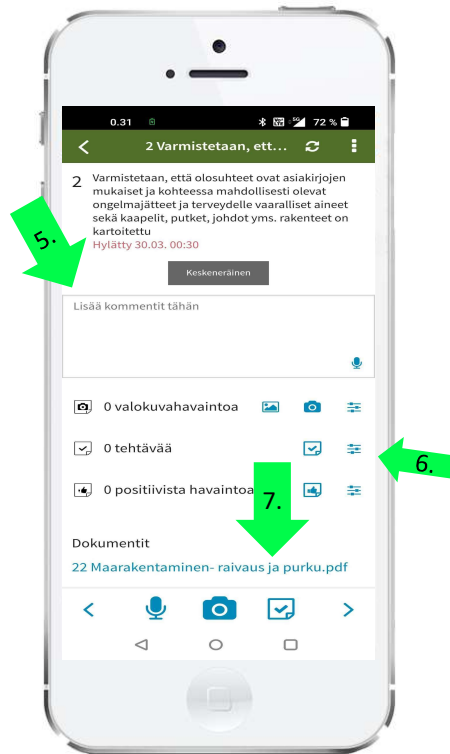 0.31 5G 72 %
2 Varmistetaan, ett...
2 Varmistetaan, että olosuhteet ovat asiakirjojen
mukaiset ja kohteessa mahdollisesti olevat
ongelmajätteet ja terveydelle vaaralliset aineet
sekä kaapelit, putket, johdot yms. rakenteet on
kartoitettu
Hylätty 30.03. 00:30
5.
Keskeneräinen
Lisää kommentit tähän
0 valokuvahavaintoa
0 tehtävää
6.
0 positiivista havaintoa
7.
Dokumentit
22 Maarakentaminen- raivaus ja purku.pdf